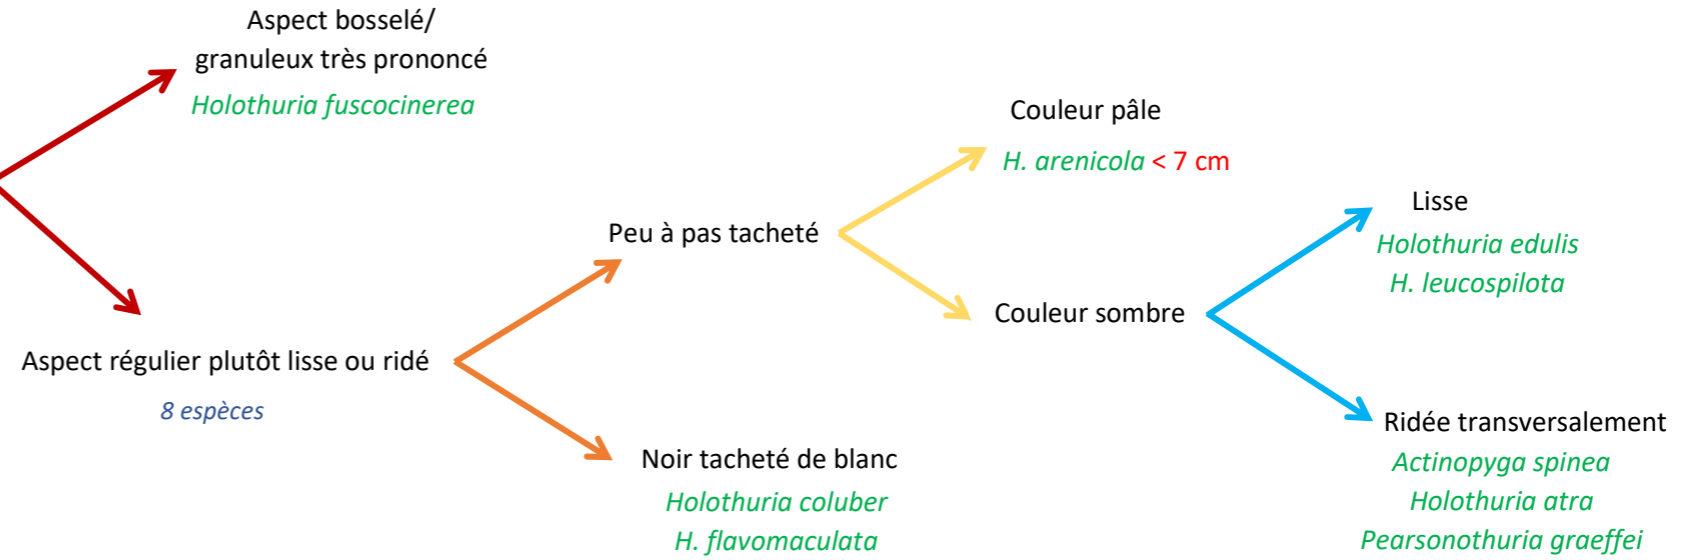 Aspect bosselé/
granuleux très prononcé
Holothuria fuscocinerea
Aspect régulier plutôt lisse ou ridé
8 espèces
Peu à pas tacheté
Noir tacheté de blanc
Holothuria coluber
H. flavomaculata
Couleur pâle
H. arenicola < 7 cm
Couleur sombre
Lisse
Holothuria edulis
H. leucospilota
Ridée transversalement
Actinopyga spinea
Holothuria atra
Pearsonothuria graeffei